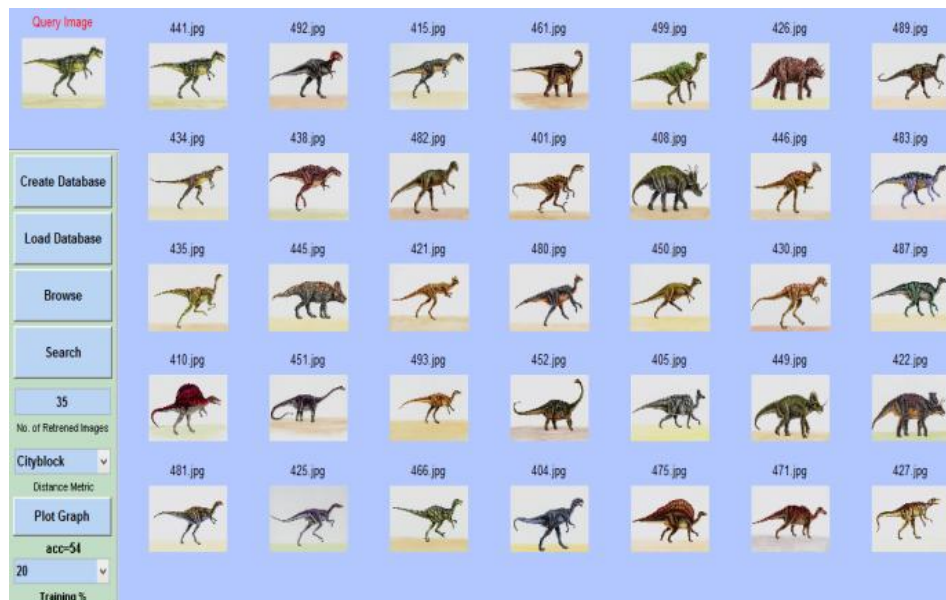 Query Image
441.jpg 492.jpg 415.jpg 461.jpg 499.jpg 426.jpg 489.jpg
434.jpg 438.jpg 482.jpg 401.jpg 408.jpg 446.jpg 483.jpg
435.jpg 445.jpg 421.jpg 480.jpg 450.jpg 430.jpg 487.jpg
410.jpg 451.jpg 493.jpg 452.jpg 405.jpg 449.jpg 422.jpg
481.jpg 425.jpg 466.jpg 404.jpg 475.jpg 471.jpg 427.jpg
Create Database
Load Database
Browse
Search
35
No. of Retrened Images
Cityblock
Distance Metric
Plot Graph
acc=54
20
Training %